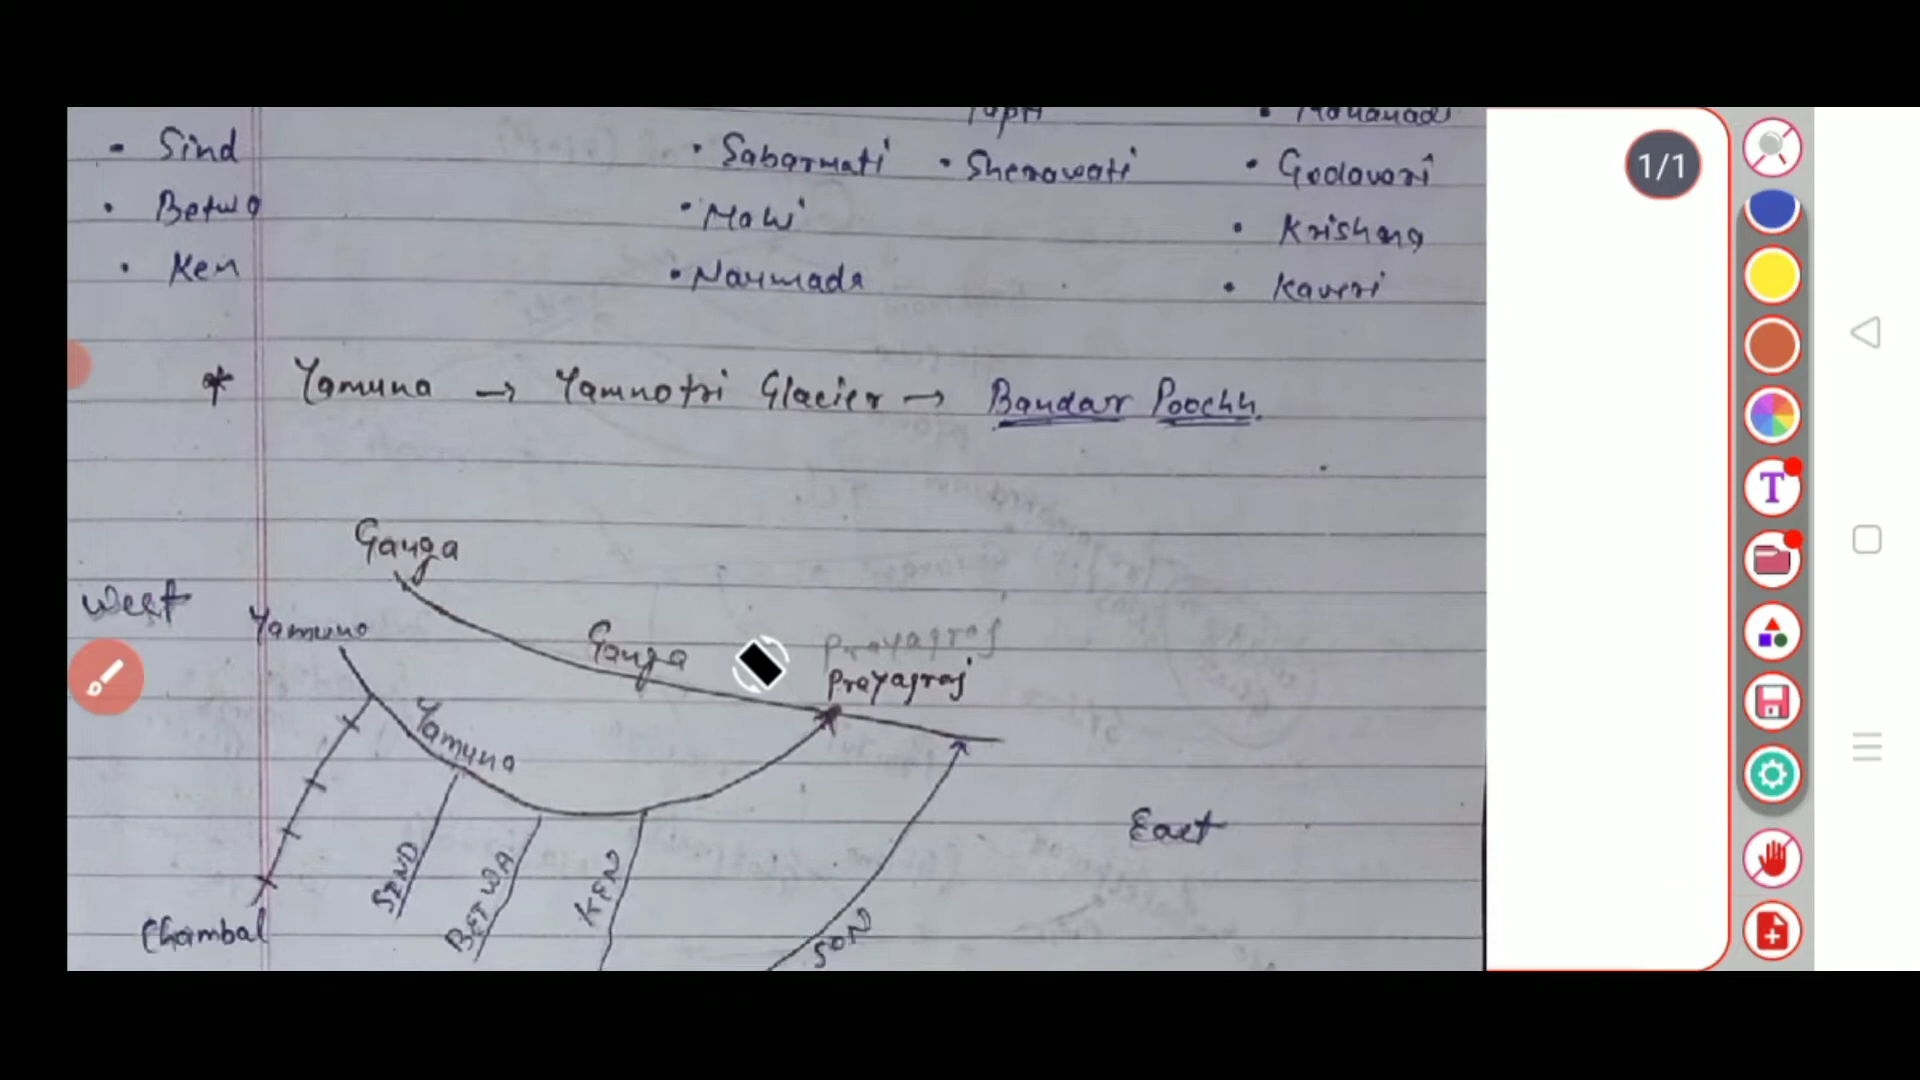 • Sind
• Betwa
• Ken
• Sabarmati
• Mahi
• Narmada
• Sherawati
• Godavari
• Krishna
• Kaveri
1/1
* Yamuna → Yamnotri Glacier → Bandar Poochh.
Ganga
West
Yamuna
Ganga
Prayagraj
Prayagraj
Yamuna
East
SIND
BETWA
KEN
SON
Chambal
T